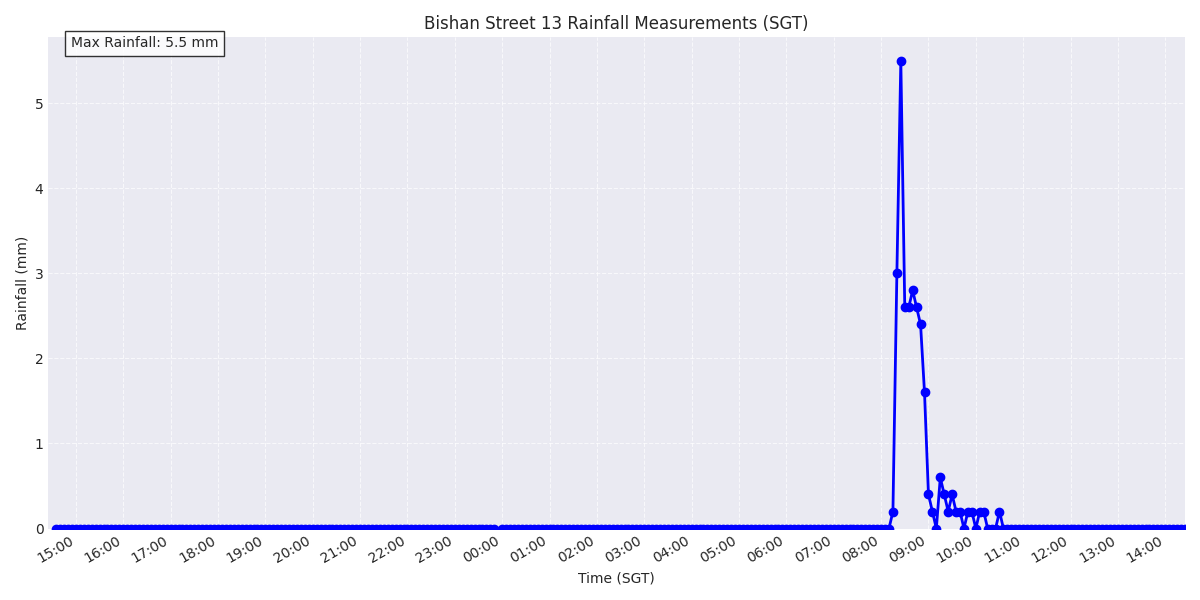 Bishan Street 13 Rainfall Measurements (SGT)
Max Rainfall: 5.5 mm
Rainfall (mm)
5
4
3
2
1
0
15:00 16:00 17:00 18:00 19:00 20:00 21:00 22:00 23:00 00:00 01:00 02:00 03:00 04:00 05:00 06:00 07:00 08:00 09:00 10:00 11:00 12:00 13:00 14:00
Time (SGT)